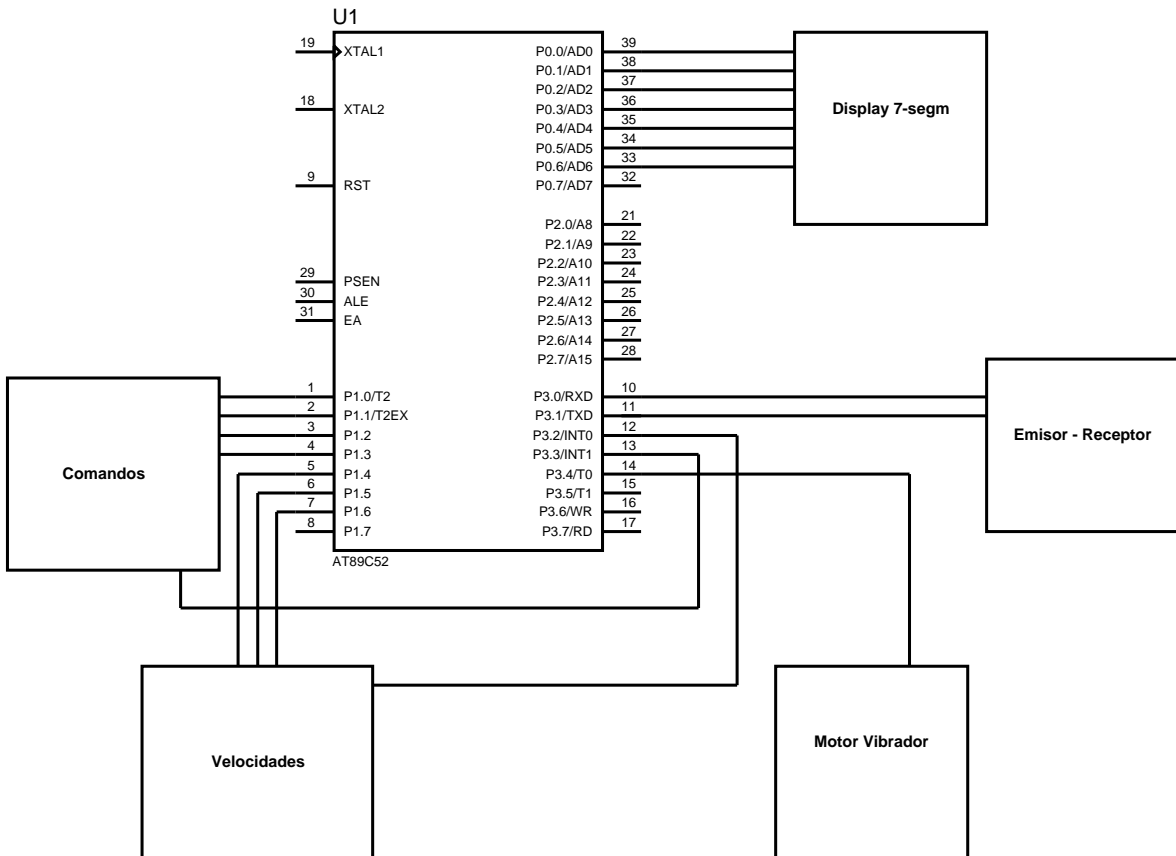 U1
19
XTAL1
18
XTAL2
9
RST
29
PSEN
30
ALE
31
EA
1
P1.0/T2
2
P1.1/T2EX
3
P1.2
4
P1.3
5
P1.4
6
P1.5
7
P1.6
8
P1.7
P0.0/AD0
39
P0.1/AD1
38
P0.2/AD2
37
P0.3/AD3
36
P0.4/AD4
35
P0.5/AD5
34
P0.6/AD6
33
P0.7/AD7
32
P2.0/A8
21
P2.1/A9
22
P2.2/A10
23
P2.3/A11
24
P2.4/A12
25
P2.5/A13
26
P2.6/A14
27
P2.7/A15
28
P3.0/RXD
10
P3.1/TXD
11
P3.2/INT0
12
P3.3/INT1
13
P3.4/T0
14
P3.5/T1
15
P3.6/WR
16
P3.7/RD
17
AT89C52
Display 7-segm
Comandos
Emisor - Receptor
Velocidades
Motor Vibrador